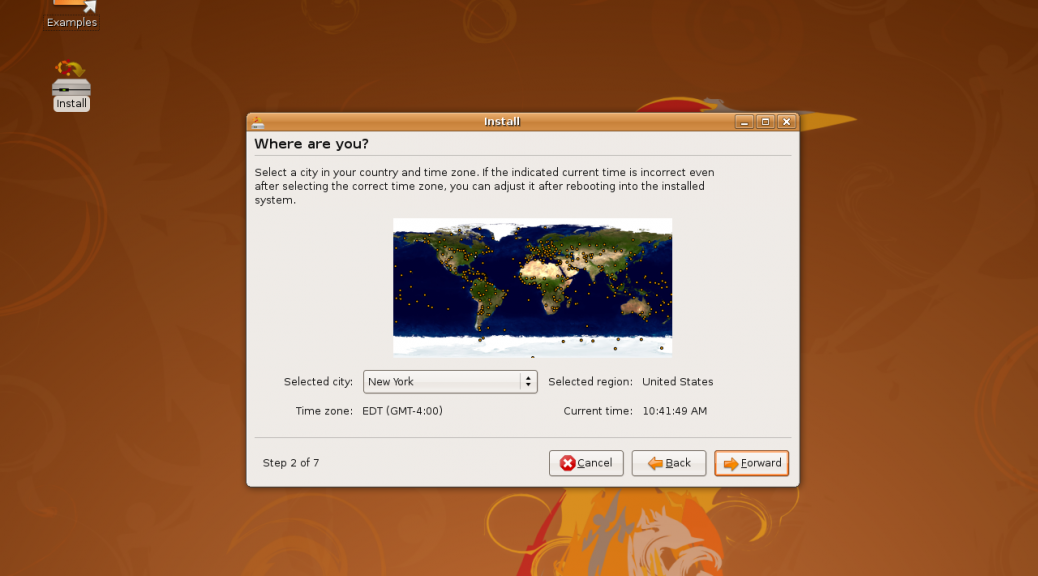 Examples
Install
Install
Where are you?
Select a city in your country and time zone. If the indicated current time is incorrect even
after selecting the correct time zone, you can adjust it after rebooting into the installed
system.
Selected city: New York Selected region: United States
Time zone: EDT (GMT-4:00) Current time: 10:41:49 AM
Step 2 of 7 Cancel Back Forward